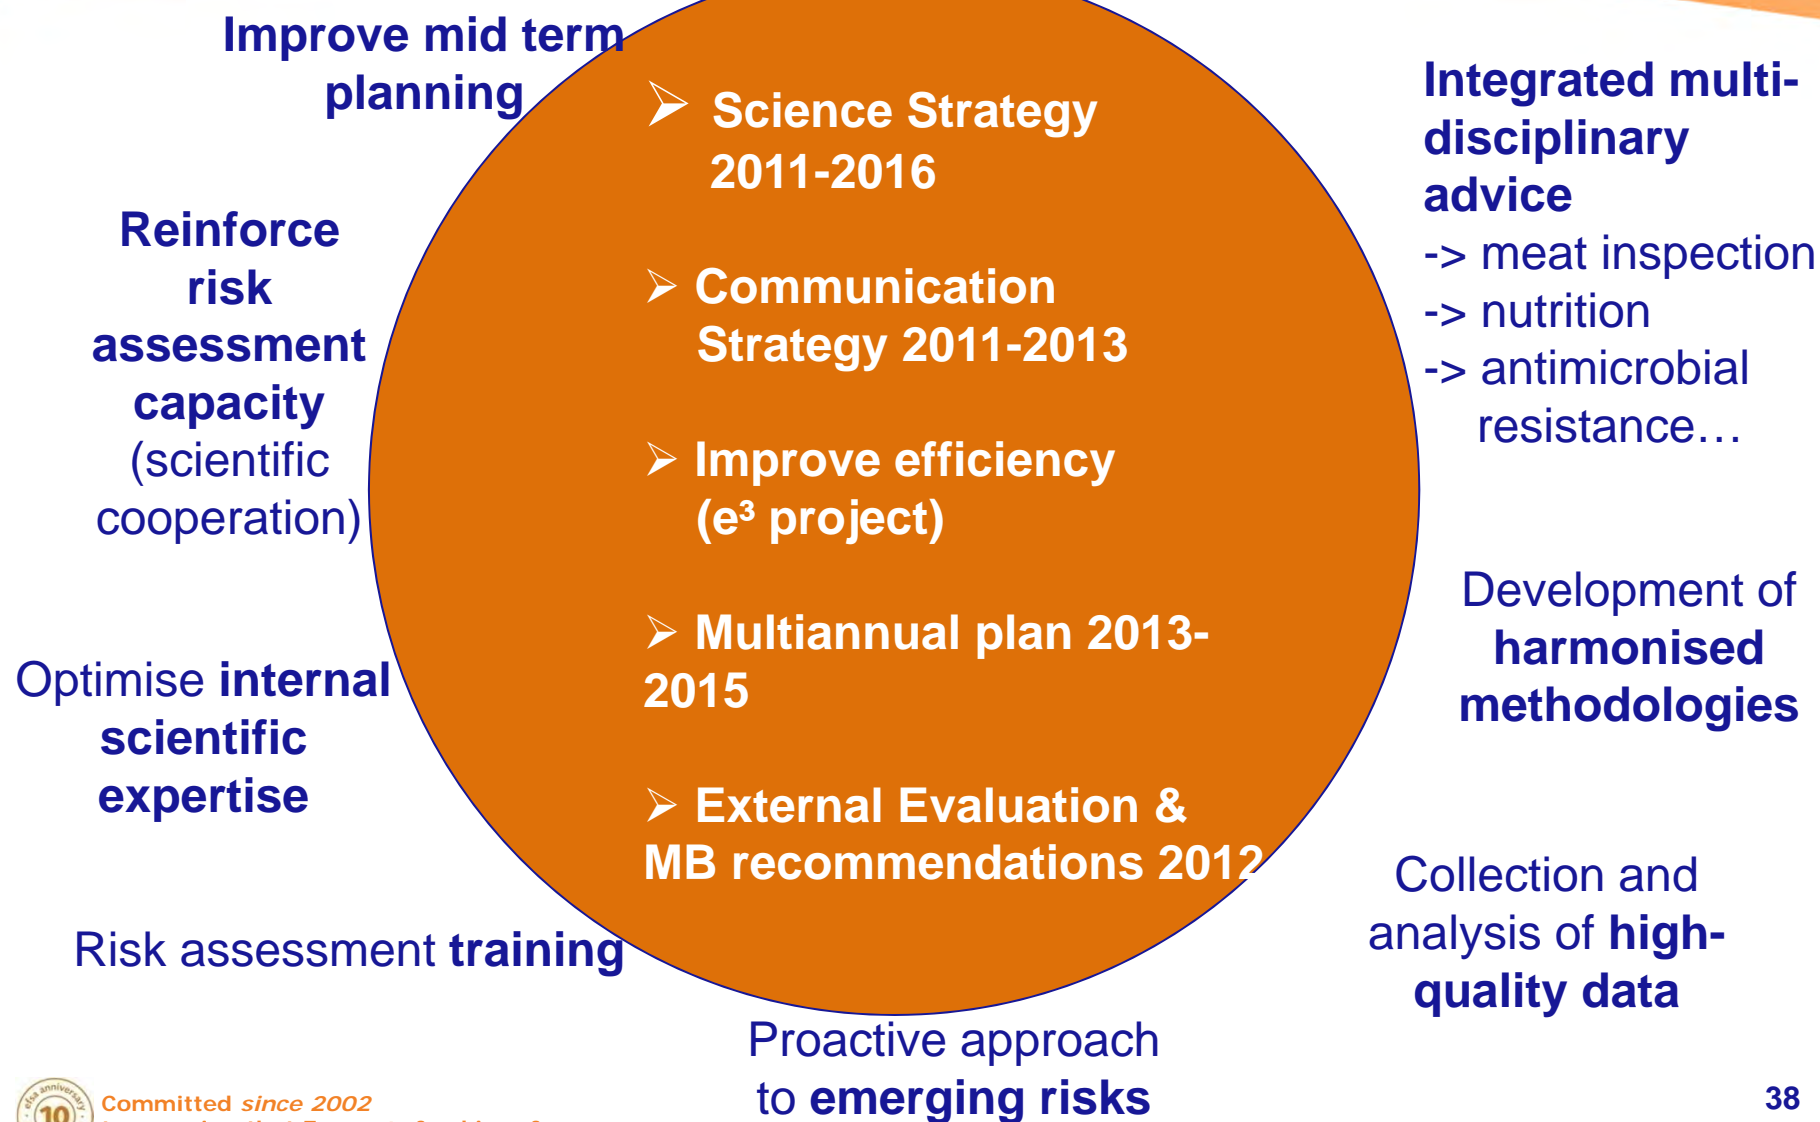 Improve mid term
planning
➢ Science Strategy
2011-2016
Integrated multi-
disciplinary
advice
-> meat inspection
-> nutrition
-> antimicrobial
resistance…
Reinforce
risk
assessment
capacity
(scientific
cooperation)
➢ Communication
Strategy 2011-2013
➢ Improve efficiency
(e³ project)
➢ Multiannual plan 2013-
2015
➢ External Evaluation &
MB recommendations 2012
Development of
harmonised
methodologies
Optimise internal
scientific
expertise
Collection and
analysis of high-
quality data
Risk assessment training
Proactive approach
to emerging risks
efsa anniversary
10
Committed since 2002
38